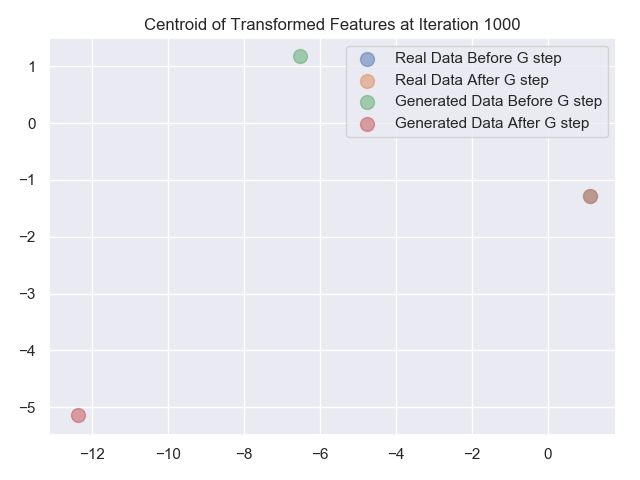 Centroid of Transformed Features at Iteration 1000
Real Data Before G step
Real Data After G step
Generated Data Before G step
Generated Data After G step
1
0
−1
−2
−3
−4
−5
−12
−10
−8
−6
−4
−2
0